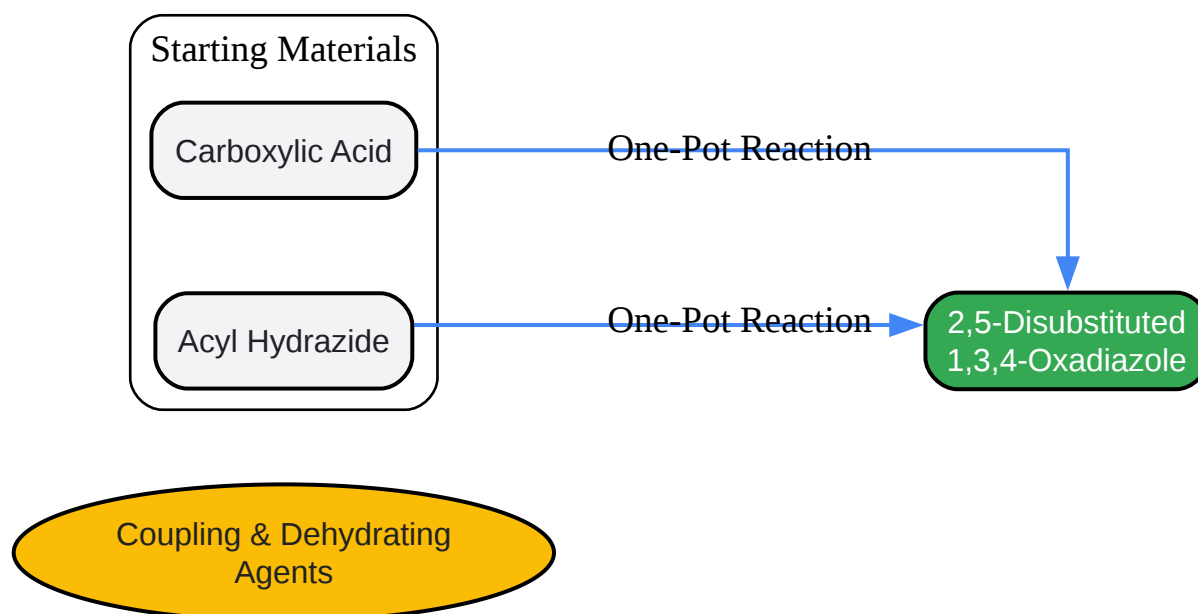 Starting Materials
Carboxylic Acid
One-Pot Reaction
Acyl Hydrazide
One-Pot Reaction
2,5-Disubstituted
1,3,4-Oxadiazole
Coupling & Dehydrating
Agents